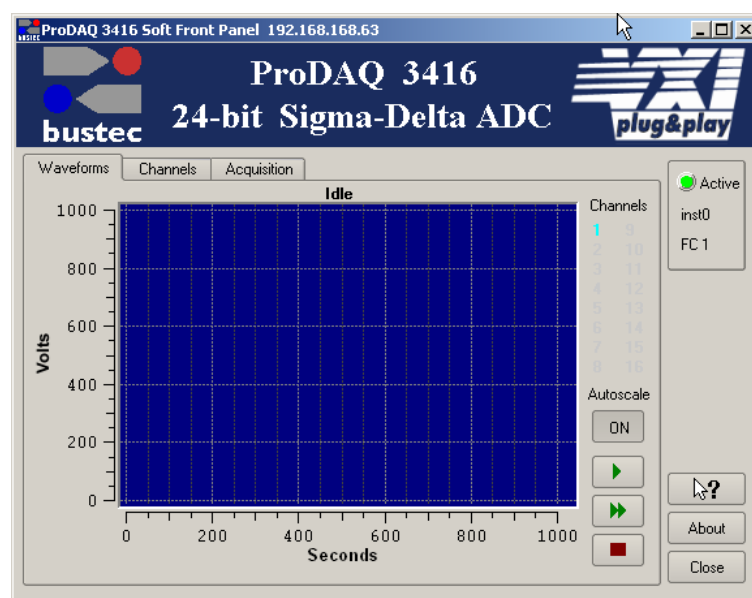 ProDAQ 3416 Soft Front Panel 192.168.168.63
bustec
ProDAQ 3416
24-bit Sigma-Delta ADC
VXI
plug&play
Waveforms
Channels
Acquisition
Idle
Volts
1000
800
600
400
200
0
0 200 400 600 800 1000
Seconds
Channels
1 9
2 10
3 11
4 12
5 13
6 14
7 15
8 16
Autoscale
ON
Active
inst0
FC 1
?
About
Close